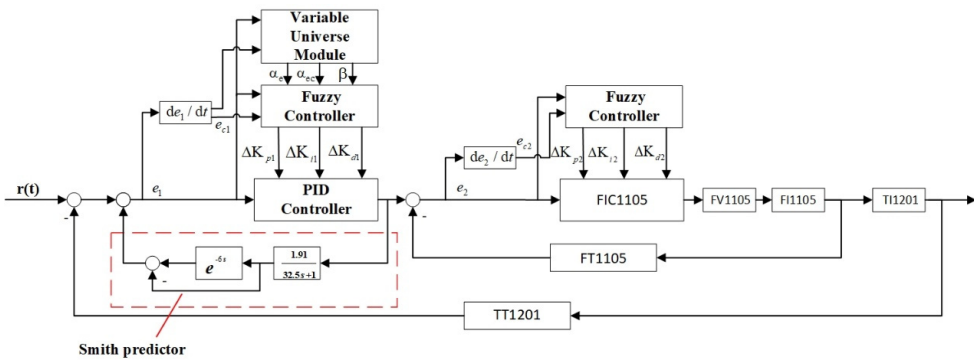 Variable
Universe
Module
αe αec β
Fuzzy
Controller
de1 / dt
ec1
ΔKp1 ΔKi1 ΔKd1
r(t)
-
e1
PID
Controller
Fuzzy
Controller
de2 / dt
ec2
ΔKp2 ΔKi2 ΔKd2
-
e2
FIC1105
FV1105
FI1105
TI1201
e^-6s
1.91
32.5s+1
-
FT1105
TT1201
Smith predictor